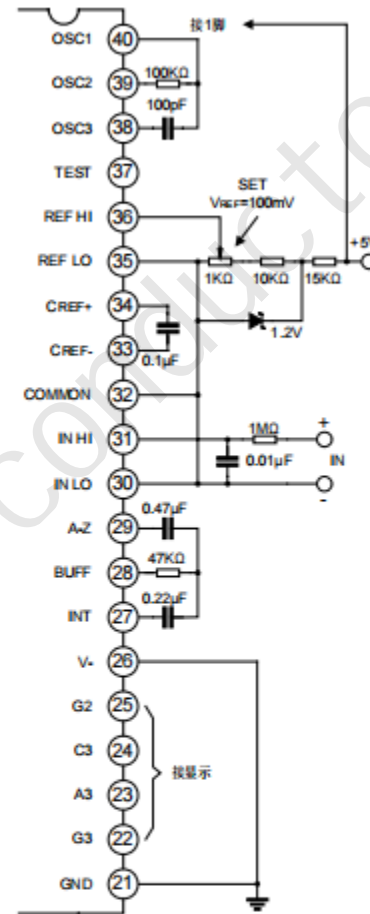 OSC1 40 接1脚
OSC2 39 100KΩ
100pF
OSC3 38
TEST 37
SET
REF HI 36 VREF=100mV
+5V
REF LO 35
1KΩ 10KΩ 15KΩ
CREF+ 34
1.2V
CREF- 33
0.1μF
COMMON 32
1MΩ +
IN HI 31
0.01μF IN
IN LO 30 -
0.47μF
A-Z 29
BUFF 28 47KΩ
0.22μF
INT 27
V- 26
G2 25
C3 24
接显示
A3 23
G3 22
GND 21
conducto